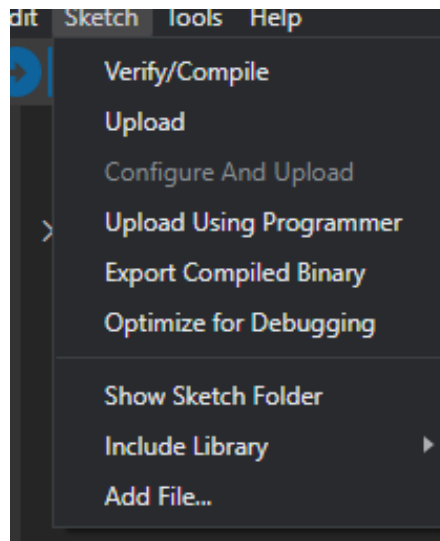 dit Sketch Tools Help
Verify/Compile
Upload
Configure And Upload
Upload Using Programmer
Export Compiled Binary
Optimize for Debugging
Show Sketch Folder
Include Library
Add File...